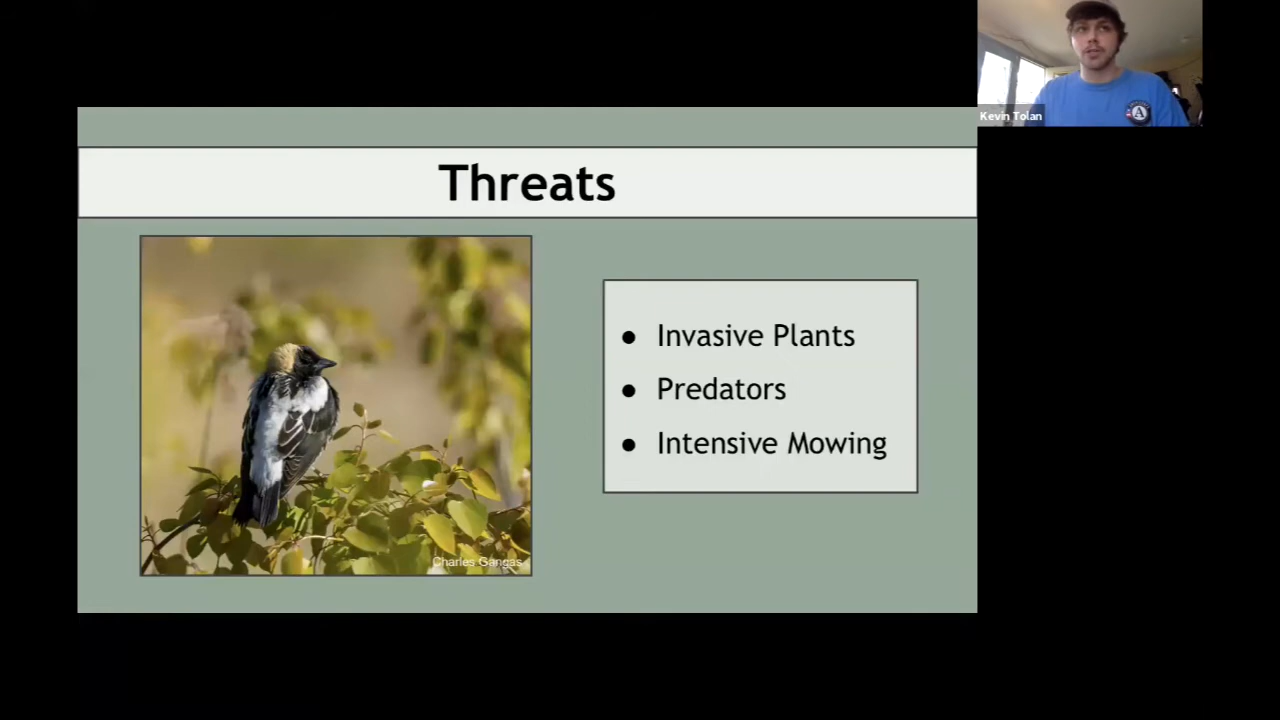 Kevin Tolan
Threats
● Invasive Plants
● Predators
● Intensive Mowing
Charles Gangas
A